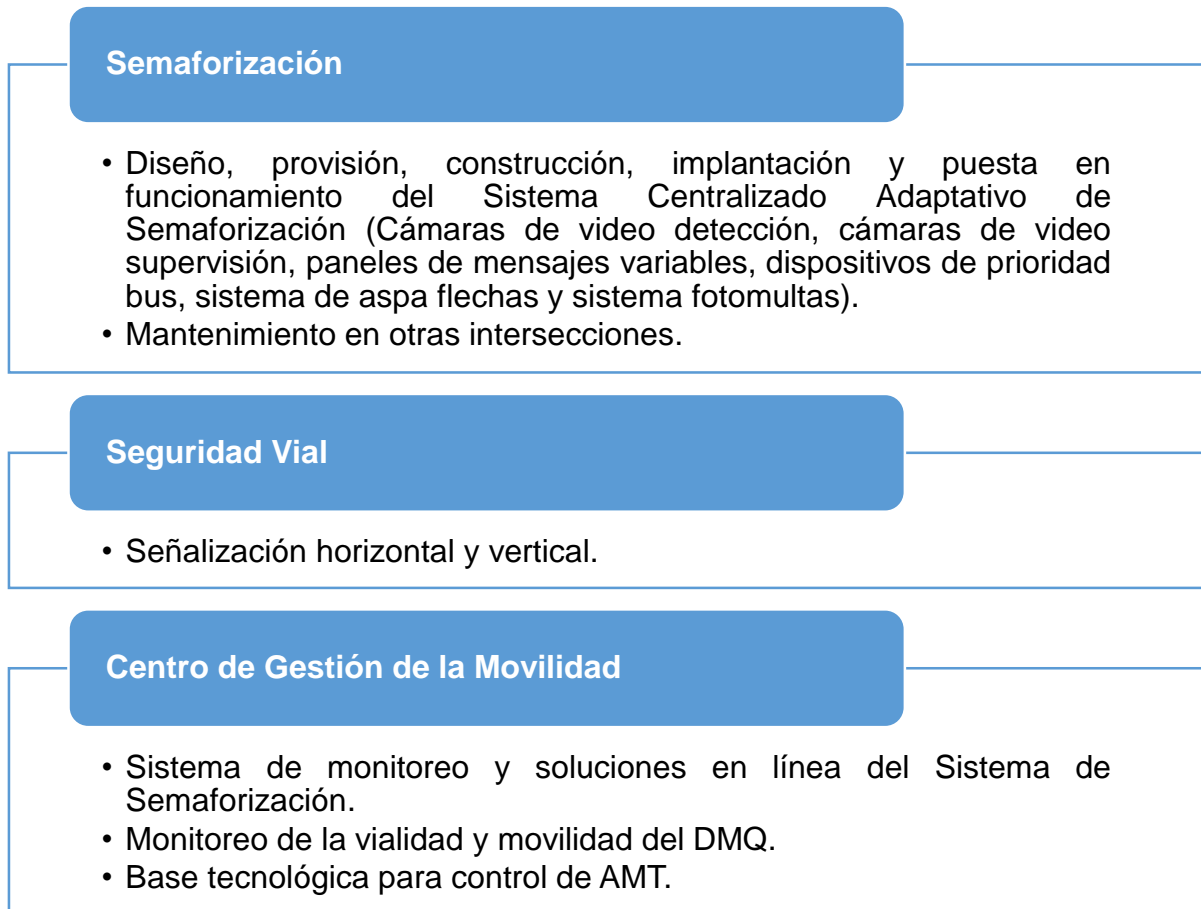 Semaforización
• Diseño, provisión, construcción, implantación y puesta en
funcionamiento del Sistema Centralizado Adaptativo de
Semaforización (Cámaras de video detección, cámaras de video
supervisión, paneles de mensajes variables, dispositivos de prioridad
bus, sistema de aspa flechas y sistema fotomultas).
• Mantenimiento en otras intersecciones.
Seguridad Vial
• Señalización horizontal y vertical.
Centro de Gestión de la Movilidad
• Sistema de monitoreo y soluciones en línea del Sistema de
Semaforización.
• Monitoreo de la vialidad y movilidad del DMQ.
• Base tecnológica para control de AMT.